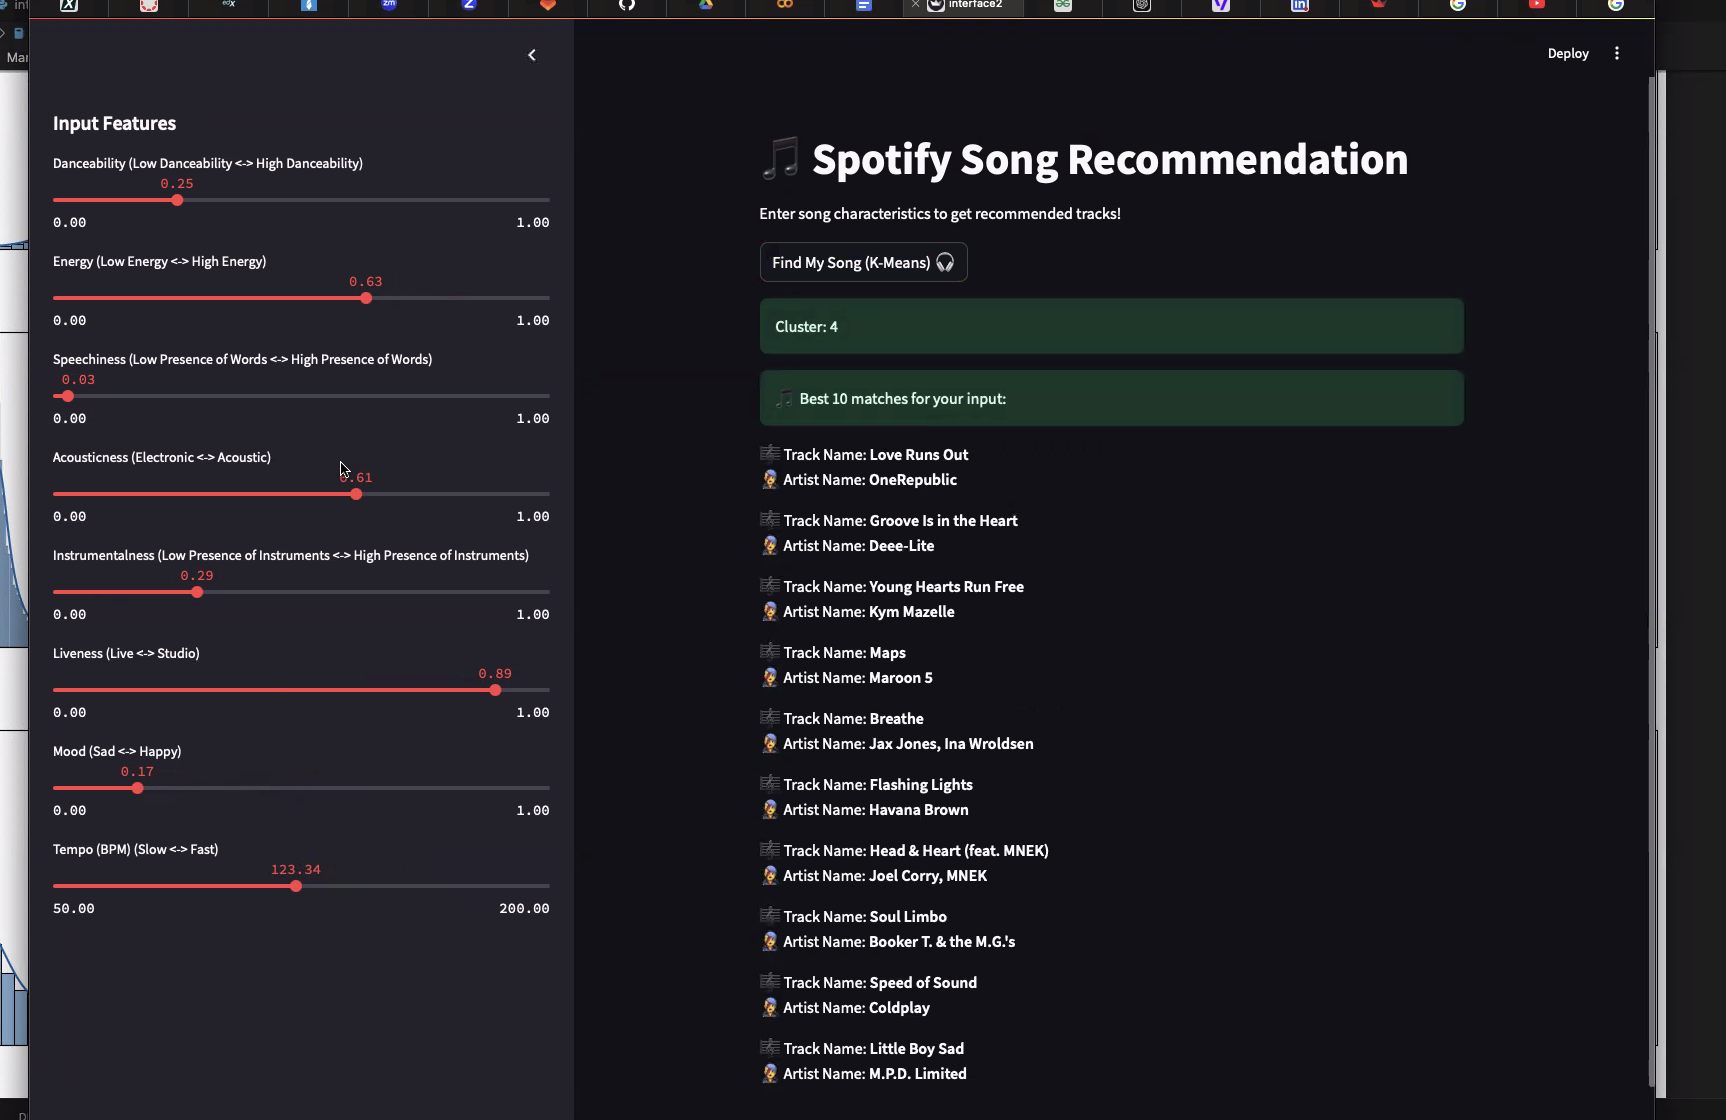 edX
zm
Z
interface2
in
Mar
Deploy
Input Features
Danceability (Low Danceability <-> High Danceability)
0.25
0.00
1.00
Energy (Low Energy <-> High Energy)
0.63
0.00
1.00
Speechiness (Low Presence of Words <-> High Presence of Words)
0.03
0.00
1.00
Acousticness (Electronic <-> Acoustic)
.61
0.00
1.00
Instrumentalness (Low Presence of Instruments <-> High Presence of Instruments)
0.29
0.00
1.00
Liveness (Live <-> Studio)
0.89
0.00
1.00
Mood (Sad <-> Happy)
0.17
0.00
1.00
Tempo (BPM) (Slow <-> Fast)
123.34
50.00
200.00
Spotify Song Recommendation
Enter song characteristics to get recommended tracks!
Find My Song (K-Means)
Cluster: 4
Best 10 matches for your input:
Track Name: Love Runs Out
Artist Name: OneRepublic
Track Name: Groove Is in the Heart
Artist Name: Deee-Lite
Track Name: Young Hearts Run Free
Artist Name: Kym Mazelle
Track Name: Maps
Artist Name: Maroon 5
Track Name: Breathe
Artist Name: Jax Jones, Ina Wroldsen
Track Name: Flashing Lights
Artist Name: Havana Brown
Track Name: Head & Heart (feat. MNEK)
Artist Name: Joel Corry, MNEK
Track Name: Soul Limbo
Artist Name: Booker T. & the M.G.'s
Track Name: Speed of Sound
Artist Name: Coldplay
Track Name: Little Boy Sad
Artist Name: M.P.D. Limited